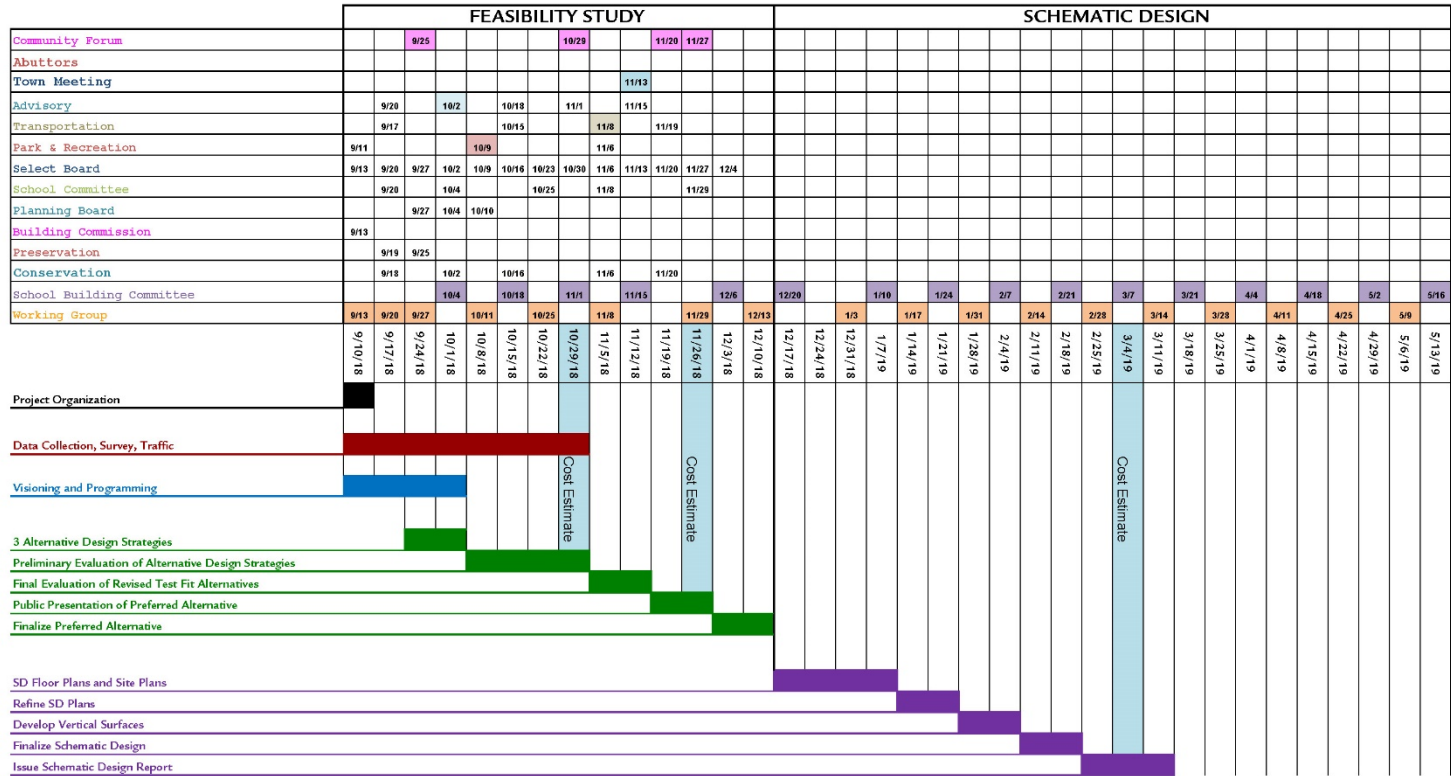 FEASIBILITY STUDY SCHEMATIC DESIGN
Community Forum 9/25 10/29 11/20 11/27
Abuttors
Town Meeting 11/13
Advisory 9/20 10/2 10/18 11/1 11/15
Transportation 9/17 10/15 11/8 11/19
Park & Recreation 9/11 10/9 11/6
Select Board 9/13 9/20 9/27 10/2 10/9 10/16 10/23 10/30 11/6 11/13 11/20 11/27 12/4
School Committee 9/20 10/4 10/25 11/8 11/29
Planning Board 9/27 10/4 10/10
Building Commission 9/13
Preservation 9/19 9/25
Conservation 9/18 10/2 10/16 11/6 11/20
School Building Committee 10/4 10/18 11/1 11/15 12/6 12/20 1/10 1/24 2/7 2/21 3/7 3/21 4/4 4/18 5/2 5/16
Working Group 9/13 9/20 9/27 10/11 10/25 11/8 11/29 12/13 1/3 1/17 1/31 2/14 2/28 3/14 3/28 4/11 4/25 5/9
9/10/18 9/17/18 9/24/18 10/1/18 10/8/18 10/15/18 10/22/18 10/29/18 11/5/18 11/12/18 11/19/18 11/26/18 12/3/18 12/10/18 12/17/18 12/24/18 12/31/18 1/7/19 1/14/19 1/21/19 1/28/19 2/4/19 2/11/19 2/18/19 2/25/19 3/4/19 3/11/19 3/18/19 3/25/19 4/1/19 4/8/19 4/15/19 4/22/19 4/29/19 5/6/19 5/13/19
Project Organization
Data Collection, Survey, Traffic
Cost Estimate Cost Estimate Cost Estimate
Visioning and Programming
3 Alternative Design Strategies
Preliminary Evaluation of Alternative Design Strategies
Final Evaluation of Revised Test Fit Alternatives
Public Presentation of Preferred Alternative
Finalize Preferred Alternative
SD Floor Plans and Site Plans
Refine SD Plans
Develop Vertical Surfaces
Finalize Schematic Design
Issue Schematic Design Report